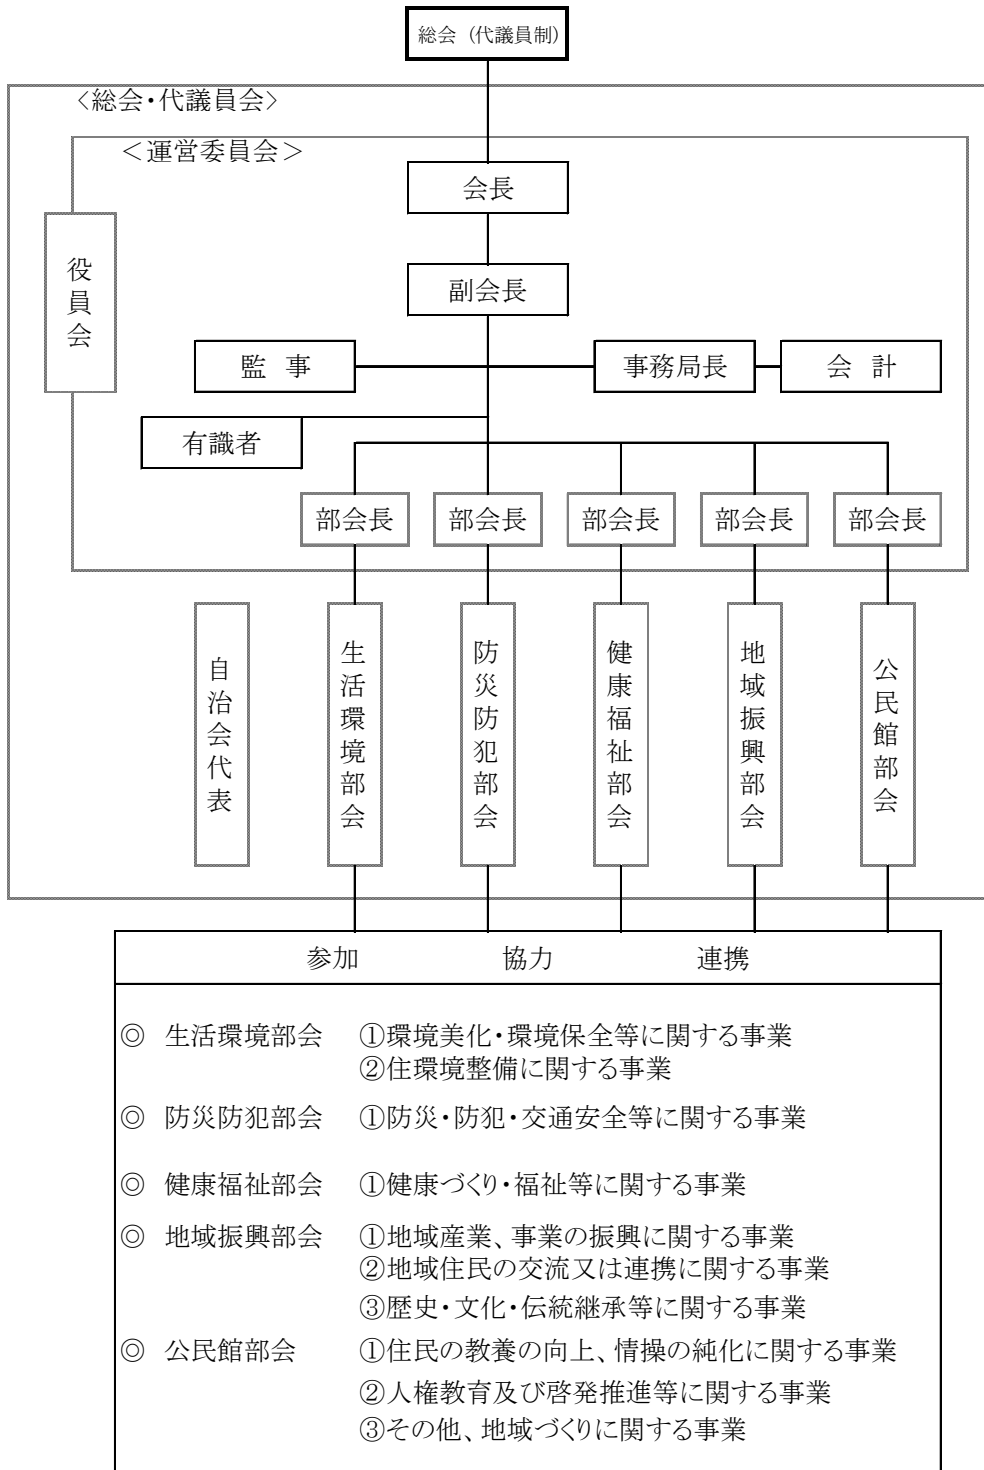 総会 (代議員制)
<総会・代議員会>
<運営委員会>
会長
役員会
副会長
監 事
事務局長
会 計
有識者
部会長
部会長
部会長
部会長
部会長
自治会代表
生活環境部会
防災防犯部会
健康福祉部会
地域振興部会
公民館部会
参加 協力 連携
◎ 生活環境部会 ①環境美化・環境保全等に関する事業
②住環境整備に関する事業
◎ 防災防犯部会 ①防災・防犯・交通安全等に関する事業
◎ 健康福祉部会 ①健康づくり・福祉等に関する事業
◎ 地域振興部会 ①地域産業、事業の振興に関する事業
②地域住民の交流又は連携に関する事業
③歴史・文化・伝統継承等に関する事業
◎ 公民館部会 ①住民の教養の向上、情操の純化に関する事業
②人権教育及び啓発推進等に関する事業
③その他、地域づくりに関する事業